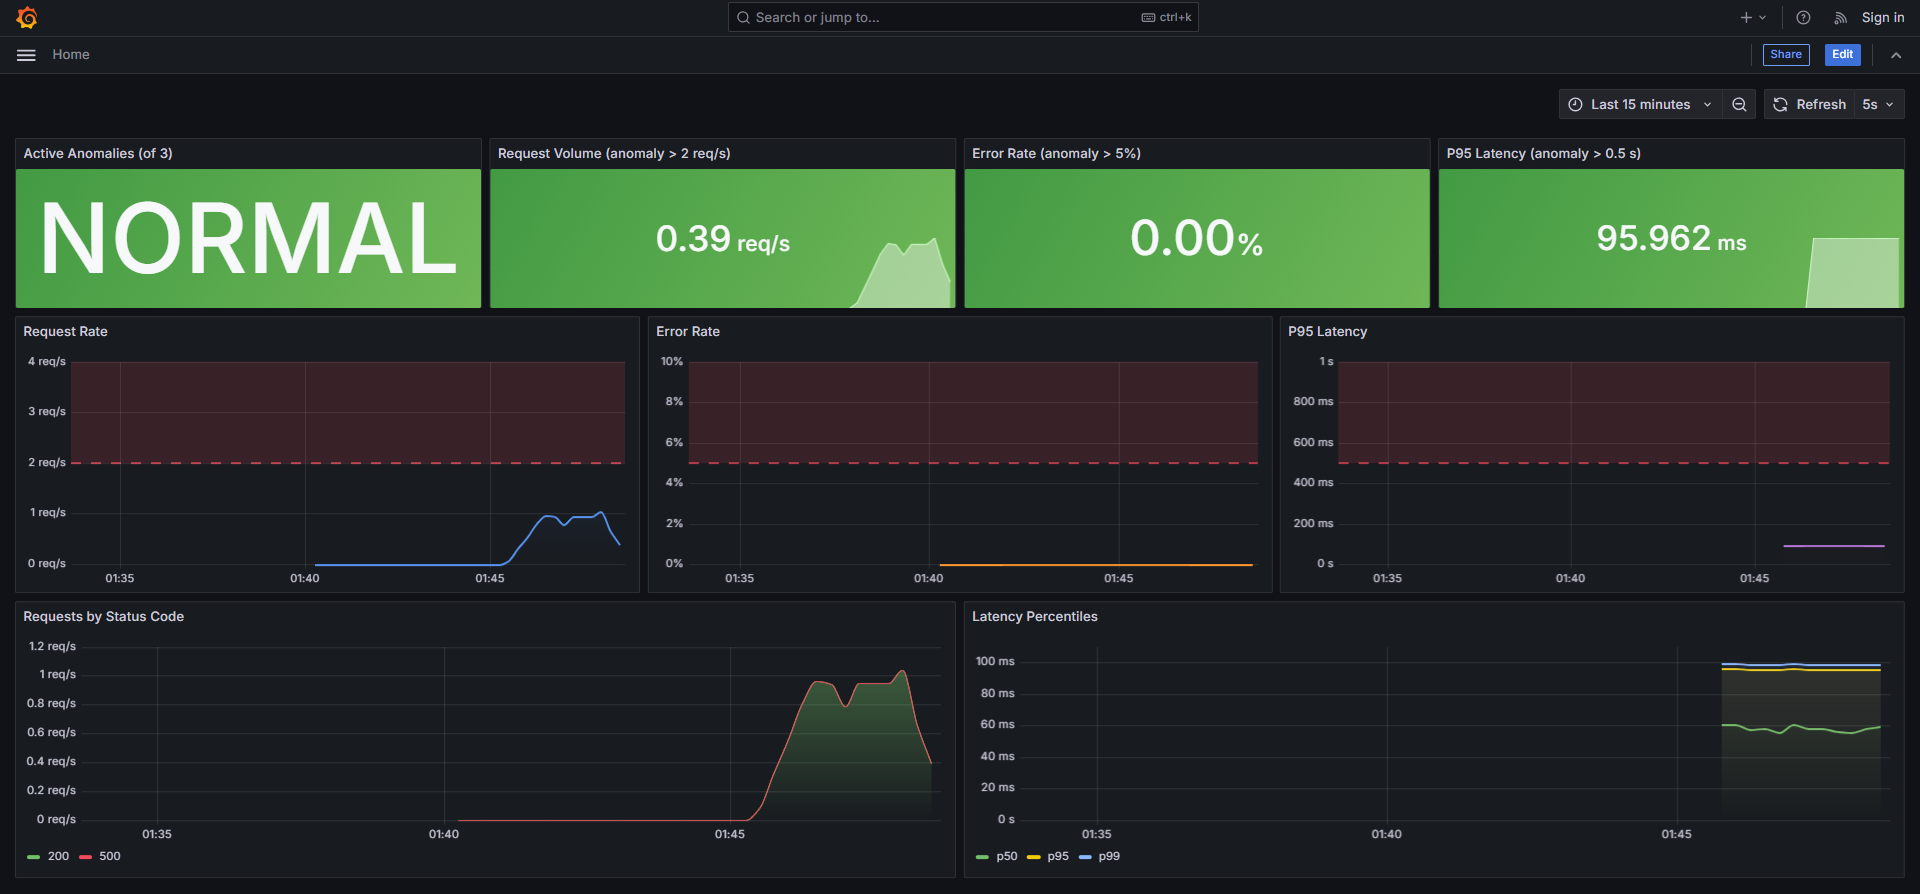 Search or jump to...
ctrl+k
Sign in
Home
Share
Edit
Last 15 minutes
Refresh
5s
Active Anomalies (of 3)
NORMAL
Request Volume (anomaly > 2 req/s)
0.39 req/s
Error Rate (anomaly > 5%)
0.00%
P95 Latency (anomaly > 0.5 s)
95.962 ms
Request Rate
4 req/s
3 req/s
2 req/s
1 req/s
0 req/s
01:35
01:40
01:45
Error Rate
10%
8%
6%
4%
2%
0%
01:35
01:40
01:45
P95 Latency
1 s
800 ms
600 ms
400 ms
200 ms
0 s
01:35
01:40
01:45
Requests by Status Code
1.2 req/s
1 req/s
0.8 req/s
0.6 req/s
0.4 req/s
0.2 req/s
0 req/s
01:35
01:40
01:45
200
500
Latency Percentiles
100 ms
80 ms
60 ms
40 ms
20 ms
0 s
01:35
01:40
01:45
p50
p95
p99